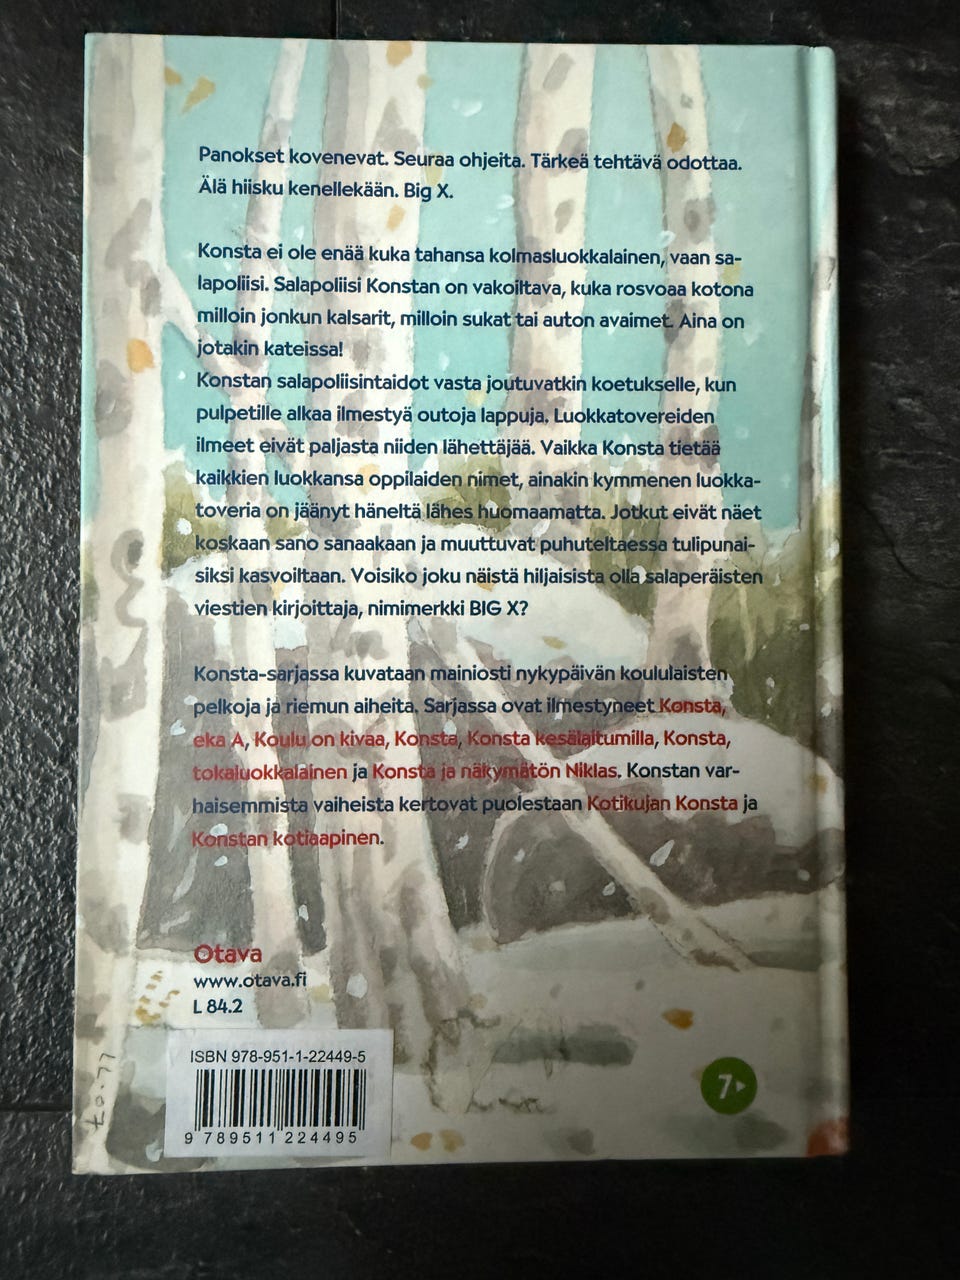 Panokset kovenevat. Seuraa ohjeita. Tärkeä tehtävä odottaa.
Älä hiisku kenellekään. Big X.
Konsta ei ole enää kuka tahansa kolmasluokkalainen, vaan sa-
lapoliisi. Salapoliisi Konstan on vakoiltava, kuka rosvoaa kotona
milloin jonkun kalsarit, milloin sukat tai auton avaimet. Aina on
jotakin kateissa!
Konstan salapoliisintaidot vasta joutuvatkin koetukselle, kun
pulpetille alkaa ilmestyä outoja lappuja. Luokkatovereiden
ilmeet eivät paljasta niiden lähettäjää. Vaikka Konsta tietää
kaikkien luokkansa oppilaiden nimet, ainakin kymmenen luokka-
toveria on jäänyt häneltä lähes huomaamatta. Jotkut eivät näet
koskaan sano sanaakaan ja muuttuvat puhuteltaessa tulipunai-
siksi kasvoiltaan. Voisiko joku näistä hiljaisista olla salaperäisten
viestien kirjoittaja, nimimerkki BIG X?
Konsta-sarjassa kuvataan mainiosti nykypäivän koululaisten
pelkoja ja riemun aiheita. Sarjassa ovat ilmestyneet Konsta,
eka A, Koulu on kivaa, Konsta, Konsta kesälaitumilla, Konsta,
tokaluokkalainen ja Konsta ja näkymätön Niklas. Konstan var-
haisemmista vaiheista kertovat puolestaan Kotikujan Konsta ja
Konstan kotiaapinen.
Otava
www.otava.fi
L 84.2
ISBN 978-951-1-22449-5
9 789511 224495
7